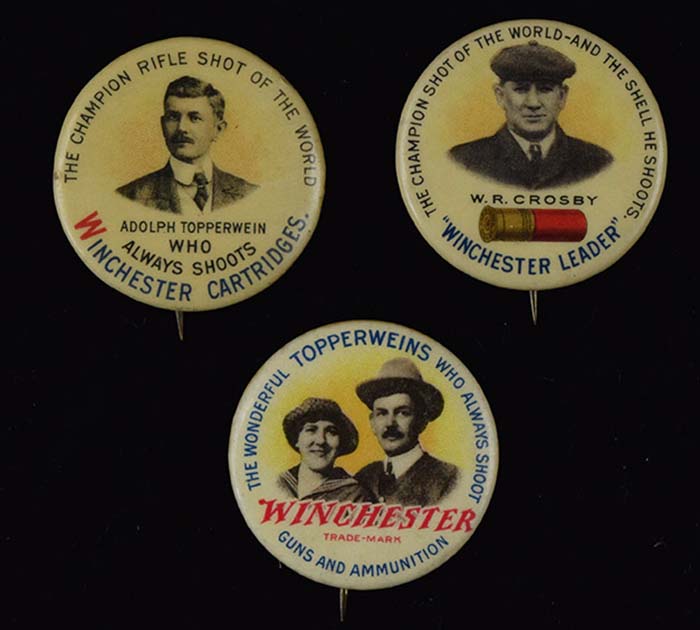 THE CHAMPION RIFLE SHOT OF THE WORLD
ADOLPH TOPPERWEIN
WHO
ALWAYS SHOOTS
WINCHESTER CARTRIDGES.
THE CHAMPION SHOT OF THE WORLD-AND THE SHELL HE SHOOTS.
W. R. CROSBY
"WINCHESTER LEADER"
THE WONDERFUL TOPPERWEINS WHO ALWAYS SHOOT
WINCHESTER
TRADE-MARK
GUNS AND AMMUNITION